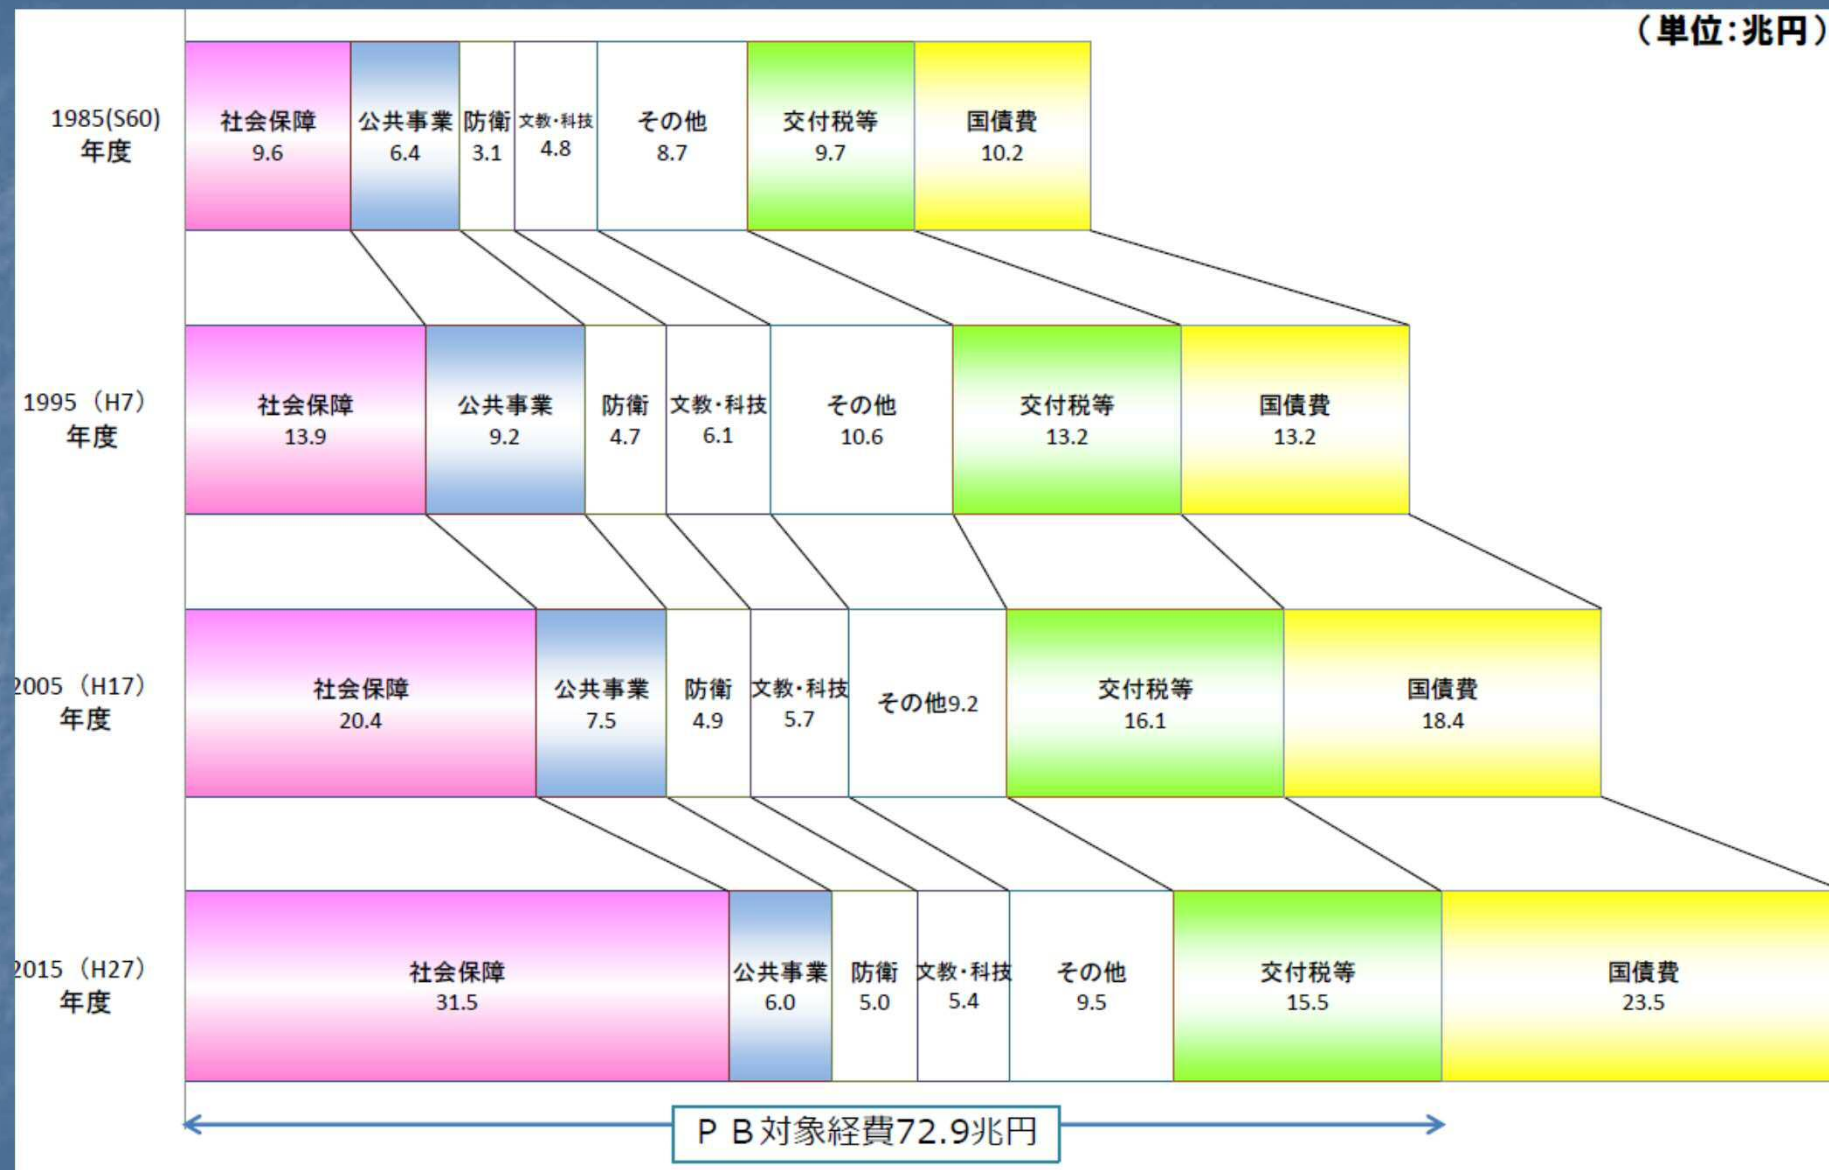 （単位：兆円）
1985(S60)
年度
社会保障
9.6
公共事業
6.4
防衛
3.1
文教・科技
4.8
その他
8.7
交付税等
9.7
国債費
10.2
1995（H7）
年度
社会保障
13.9
公共事業
9.2
防衛
4.7
文教・科技
6.1
その他
10.6
交付税等
13.2
国債費
13.2
2005（H17）
年度
社会保障
20.4
公共事業
7.5
防衛
4.9
文教・科技
5.7
その他9.2
交付税等
16.1
国債費
18.4
2015（H27）
年度
社会保障
31.5
公共事業
6.0
防衛
5.0
文教・科技
5.4
その他
9.5
交付税等
15.5
国債費
23.5
ＰＢ対象経費72.9兆円